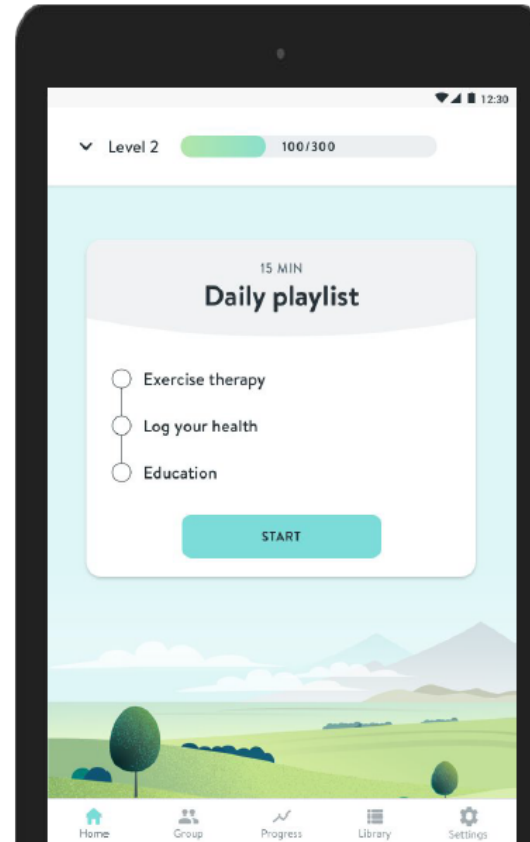 12:30
Level 2
100/300
15 MIN
Daily playlist
Exercise therapy
Log your health
Education
START
Home Group Progress Library Settings